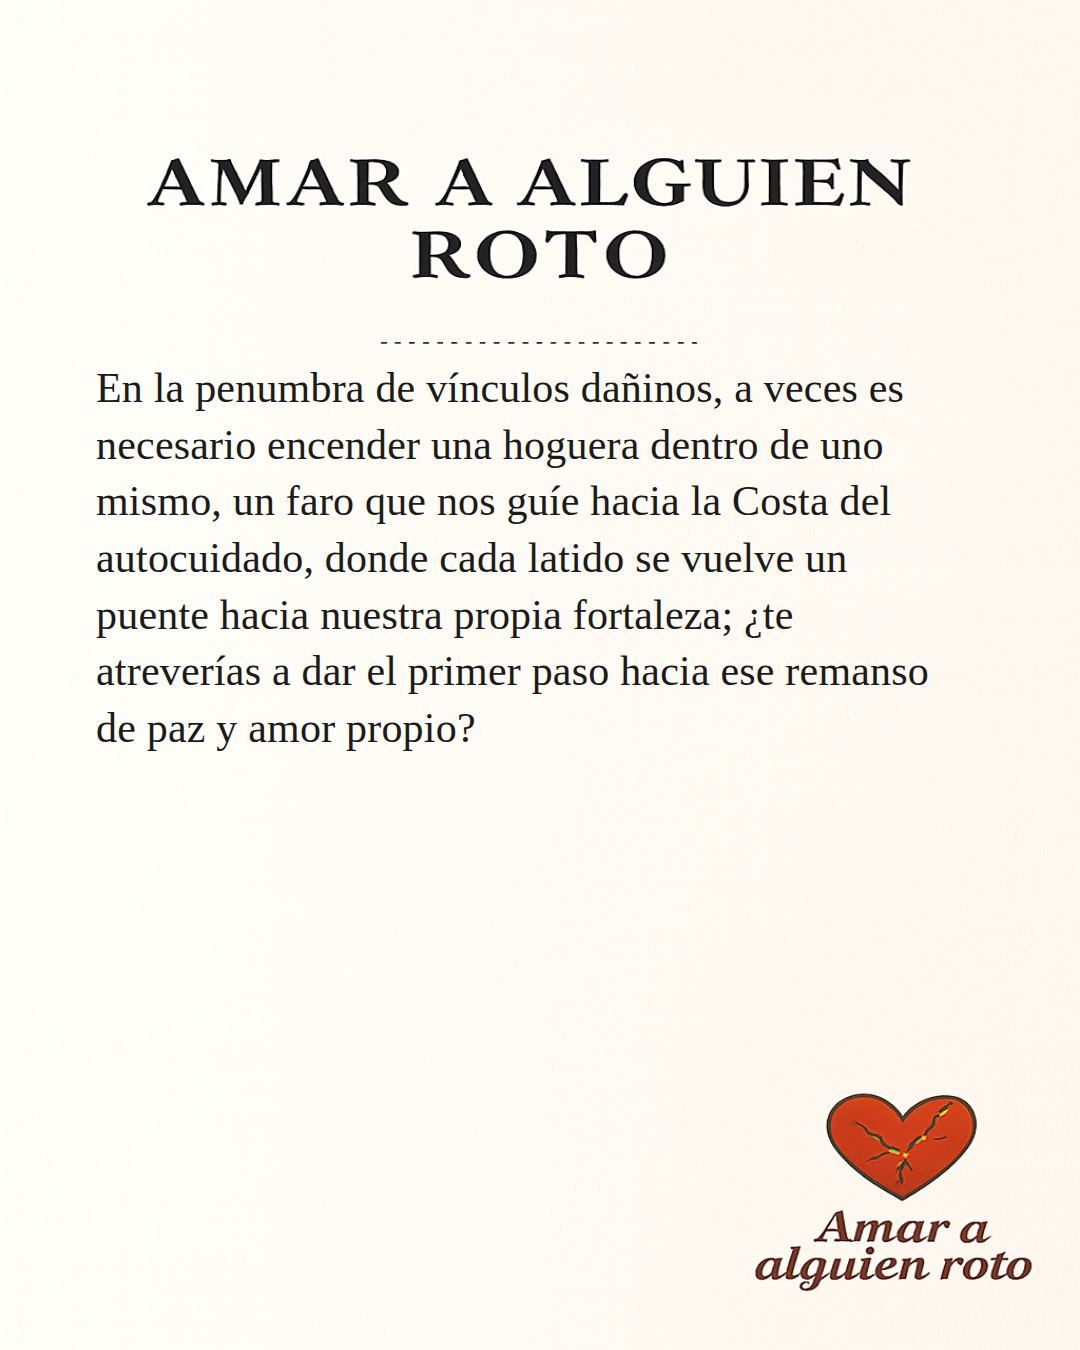 AMAR A ALGUIEN
ROTO
- - - - - - - - - - - - - - - - - - - - - - -
En la penumbra de vínculos dañinos, a veces es
necesario encender una hoguera dentro de uno
mismo, un faro que nos guíe hacia la Costa del
autocuidado, donde cada latido se vuelve un
puente hacia nuestra propia fortaleza; ¿te
atreverías a dar el primer paso hacia ese remanso
de paz y amor propio?
Amar a
alguien roto